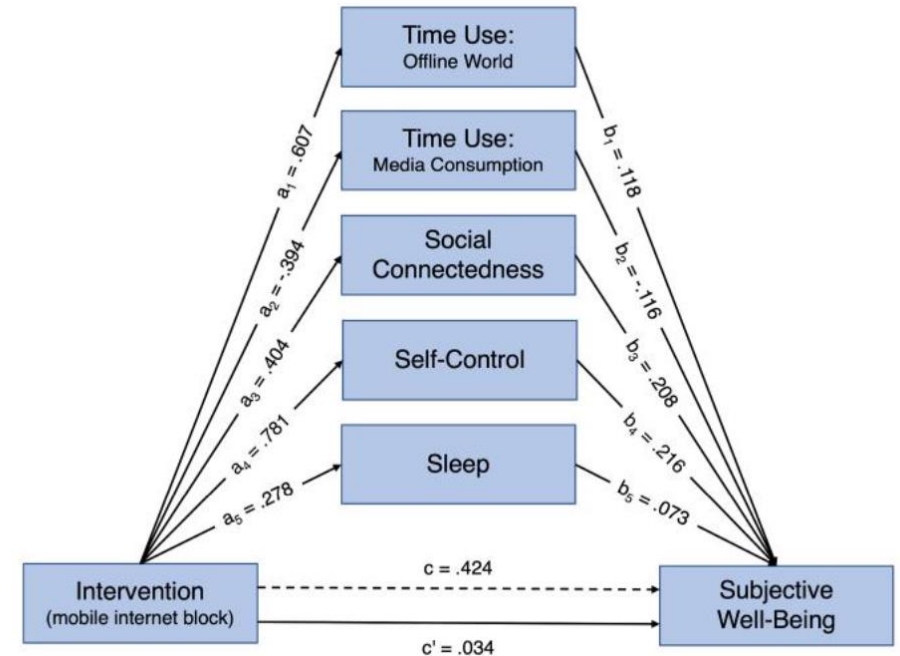 Time Use:
Offline World
Time Use:
Media Consumption
Social
Connectedness
Self-Control
Sleep
a₁ = .607
a₂ = -.394
a₃ = .404
a₄ = .781
a₅ = .278
b₁ = .118
b₂ = -.116
b₃ = .208
b₄ = .216
b₅ = .073
Intervention
(mobile internet block)
c = .424
c' = .034
Subjective
Well-Being